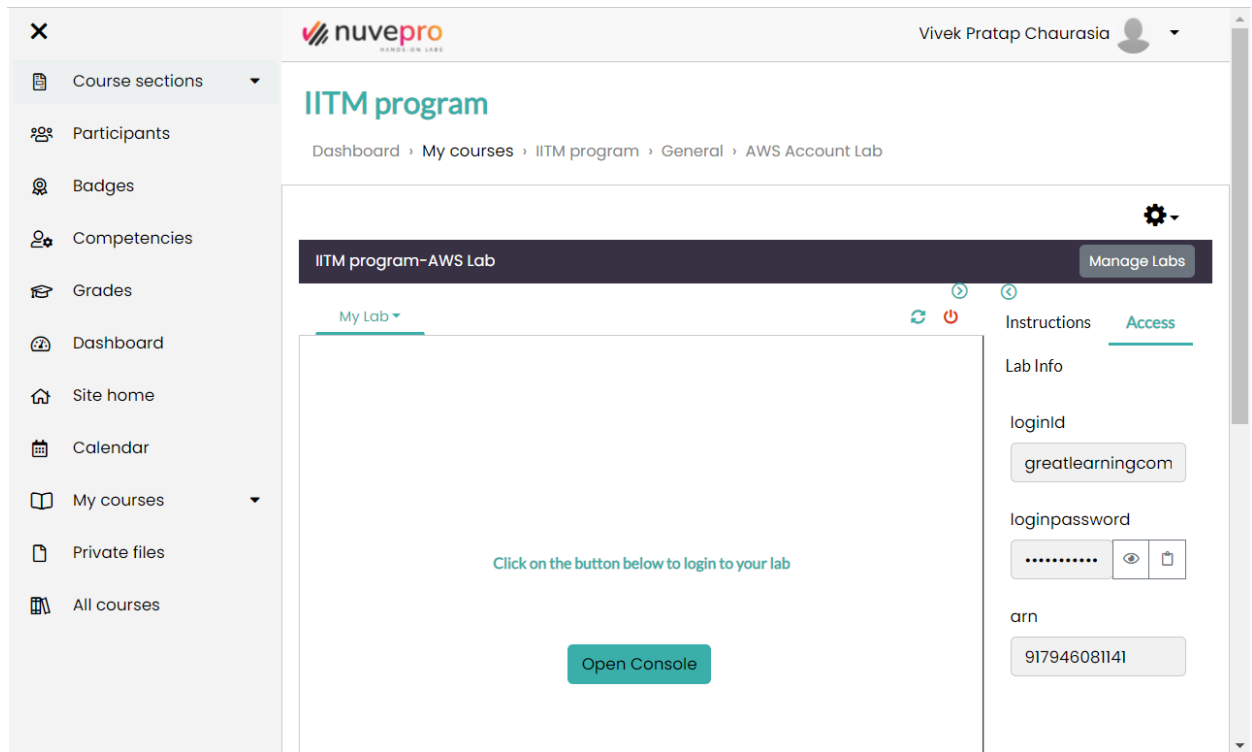 nuvepro
HANDS-ON LABS
Vivek Pratap Chaurasia
Course sections
Participants
Badges
Competencies
Grades
Dashboard
Site home
Calendar
My courses
Private files
All courses
IITM program
Dashboard › My courses › IITM program › General › AWS Account Lab
IITM program-AWS Lab
Manage Labs
My Lab
Click on the button below to login to your lab
Open Console
Instructions
Access
Lab Info
loginId
greatlearningcom
loginpassword
•••••••••••
arn
917946081141